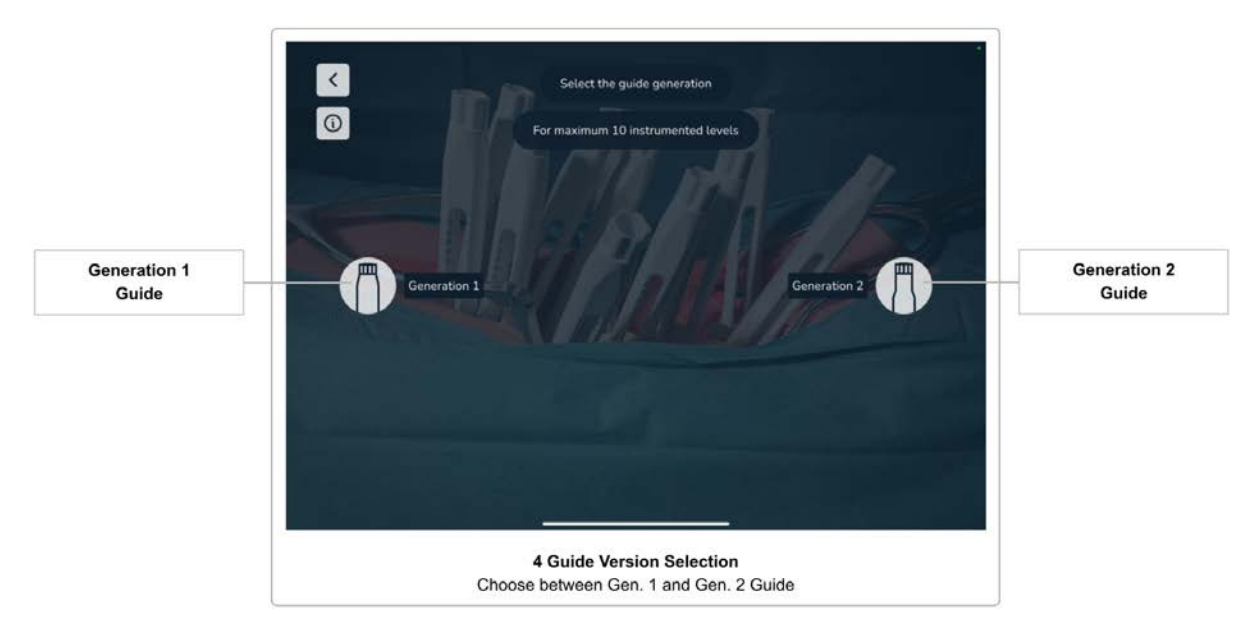 Select the guide generation
For maximum 10 instrumented levels
Generation 1
Guide
Generation 1
Generation 2
Generation 2
Guide
4 Guide Version Selection
Choose between Gen. 1 and Gen. 2 Guide